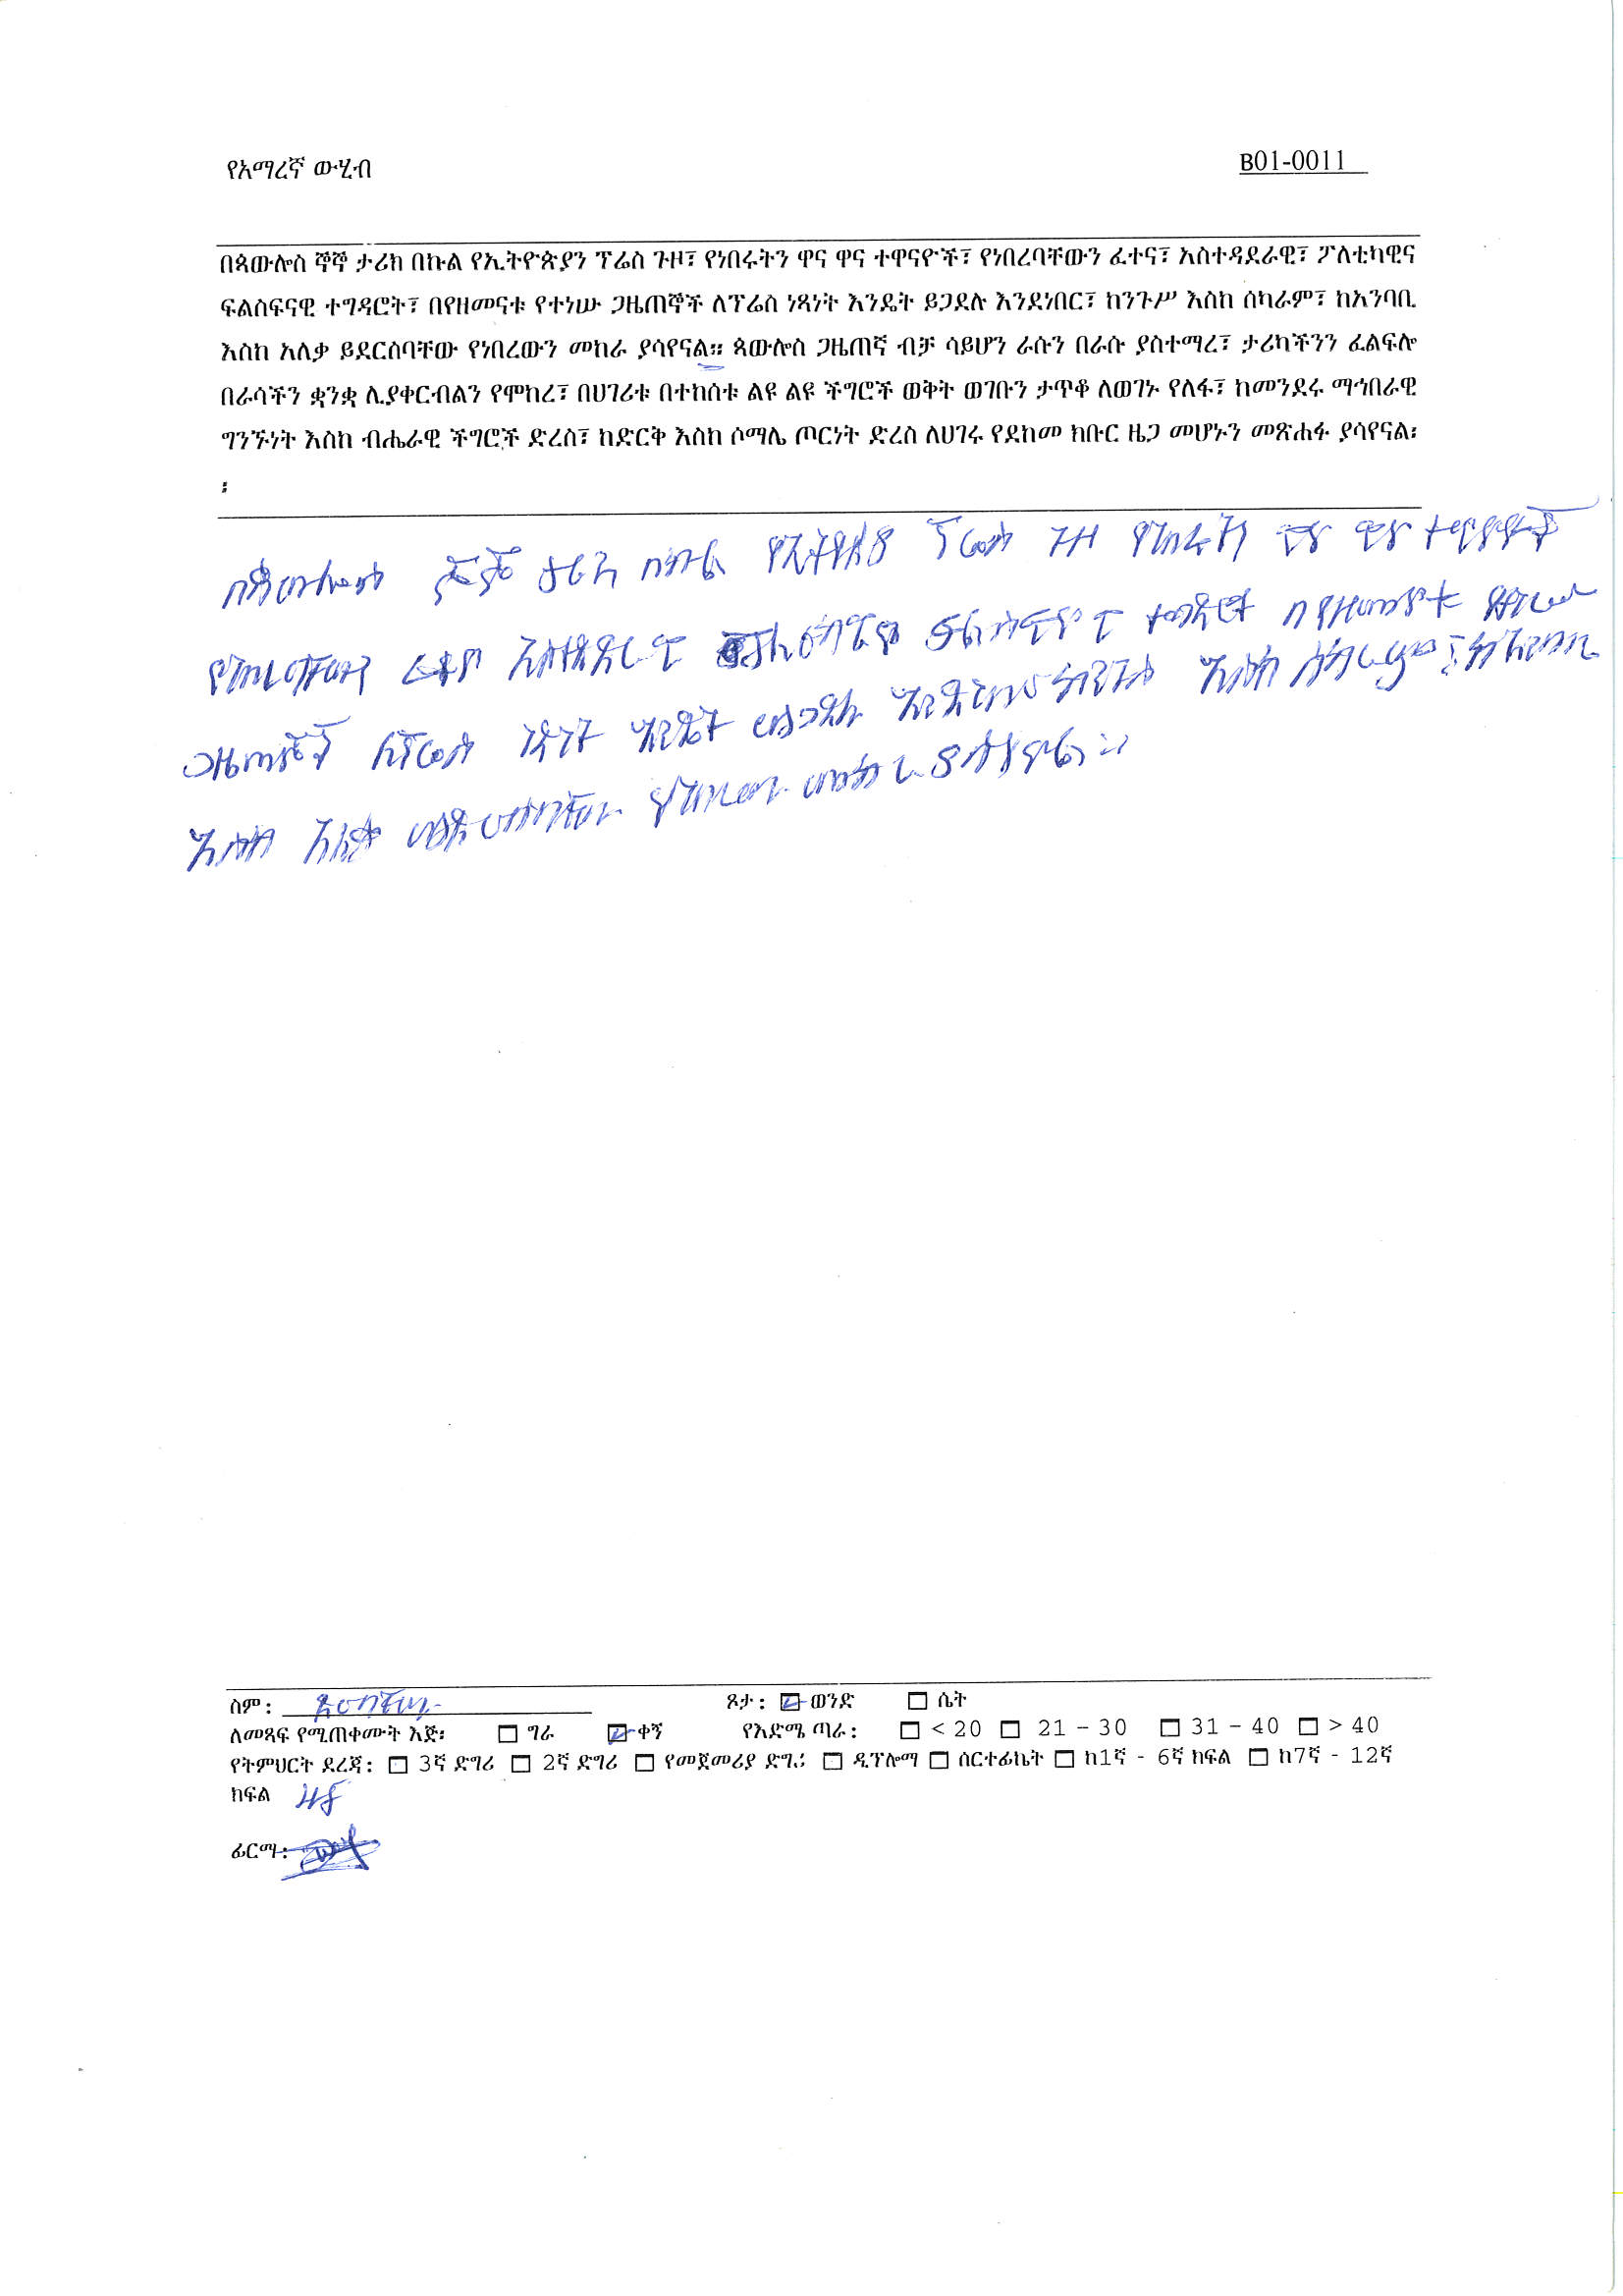 የአማረኛ ውሂብ
B01-0011
በጳውሎስ ኞኞ ታሪክ በኩል የኢትዮጵያን ፕሬስ ጉዞ፣ የነበሩትን ዋና ዋና ተዋናዮች፣ የነበረባቸውን ፈተና፣ አስተዳደራዊ፣ ፖለቲካዊና
ፍልስፍናዊ ተግዳሮት፣ በየዘመናቱ የተነሡ ጋዜጠኞች ለፕሬስ ነጻነት እንዴት ይጋደሉ እንደነበር፣ ከንጉሥ እስከ ሰካራም፣ ከአንባቢ
እስከ አለቃ ይደርስባቸው የነበረውን መከራ ያሳየናል። ጳውሎስ ጋዜጠኛ ብቻ ሳይሆን ራሱን በራሱ ያስተማረ፣ ታሪካችንን ፈልፍሎ
በራሳችን ቋንቋ ሊያቀርብልን የሞከረ፣ በሀገሪቱ በተከሰቱ ልዩ ልዩ ችግሮች ወቅት ወገቡን ታጥቆ ለወገኑ የለፋ፣ ከመንደሩ ማኅበራዊ
ግንኙነት እስከ ብሔራዊ ችግሮች ድረስ፣ ከድርቅ እስከ ሶማሌ ጦርነት ድረስ ለሀገሩ የደከመ ክቡር ዜጋ መሆኑን መጽሐፉ ያሳየናል፡
፡
በጳውሎስ ኞኞ ታሪክ በኩል የኢትዮጵያ ፕሬስ ጉዞ የነበሩትን ዋና ዋና ተዋናዮች
የነበረባቸውን ፈተና አስተዳደራዊ ፖለቲካዊና ፍልስፍናዊ ተግዳሮት በየዘመናቱ የተነሡ
ጋዜጠኞች ለፕሬስ ነጻነት እንዴት ይጋደሉ እንደነበር ከንጉሥ እስከ ሰካራም፣ ከአንባቢ
እስከ አለቃ ይደርስባቸው የነበረውን መከራ ያሳየናል።
ስም: ጾታ: ወንድ ሴት
ለመጻፍ የሚጠቀሙት እጅ: ግራ ቀኝ የእድሜ ጣራ: < 20 21 – 30 31 – 40 > 40
የትምህርት ደረጃ: 3ኛ ድግሪ 2ኛ ድግሪ የመጀመሪያ ድግሪ ዲፕሎማ ሰርተፊኬት ከ1ኛ - 6ኛ ክፍል ከ7ኛ - 12ኛ
ክፍል
ፊርማ: